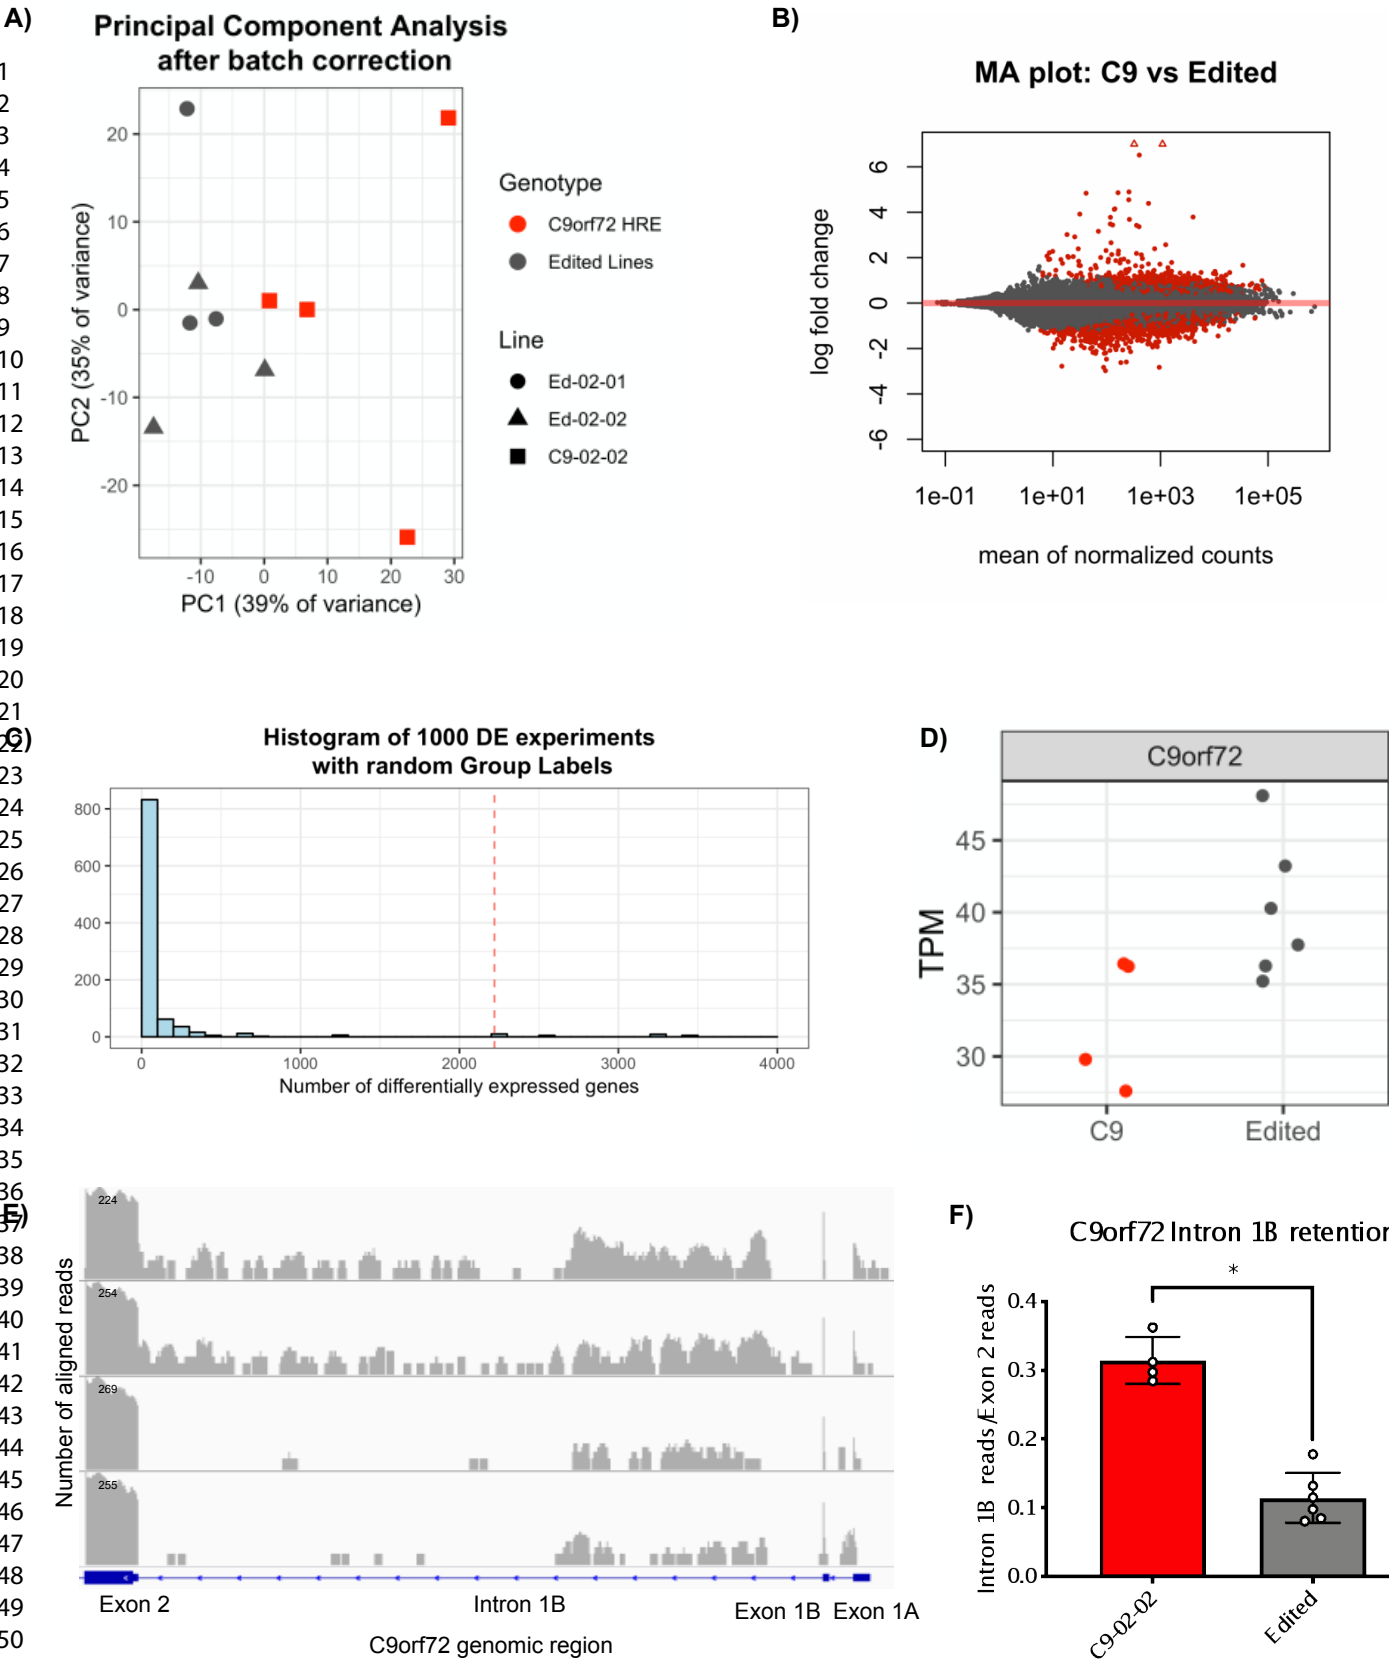 A)
Principal Component Analysis
after batch correction
20
10
0
-10
-20
PC2 (35% of variance)
-10 0 10 20 30
PC1 (39% of variance)
Genotype
C9orf72 HRE
Edited Lines
Line
Ed-02-01
Ed-02-02
C9-02-02
B)
MA plot: C9 vs Edited
log fold change
6
4
2
0
-2
-4
-6
1e-01 1e+01 1e+03 1e+05
mean of normalized counts
1
2
3
4
5
6
7
8
9
10
11
12
13
14
15
16
17
18
19
20
21
22
23
24
25
26
27
28
29
30
31
32
33
34
35
36
37
38
39
40
41
42
43
44
45
46
47
48
49
50
C)
Histogram of 1000 DE experiments
with random Group Labels
800
600
400
200
0
0 1000 2000 3000 4000
Number of differentially expressed genes
D)
C9orf72
TPM
45
40
35
30
C9 Edited
E)
Number of aligned reads
224
254
269
255
Exon 2 Intron 1B Exon 1B Exon 1A
C9orf72 genomic region
F)
C9orf72 Intron 1B retention
*
Intron 1B reads/Exon 2 reads
0.4
0.3
0.2
0.1
0.0
C9-02-02
Edited